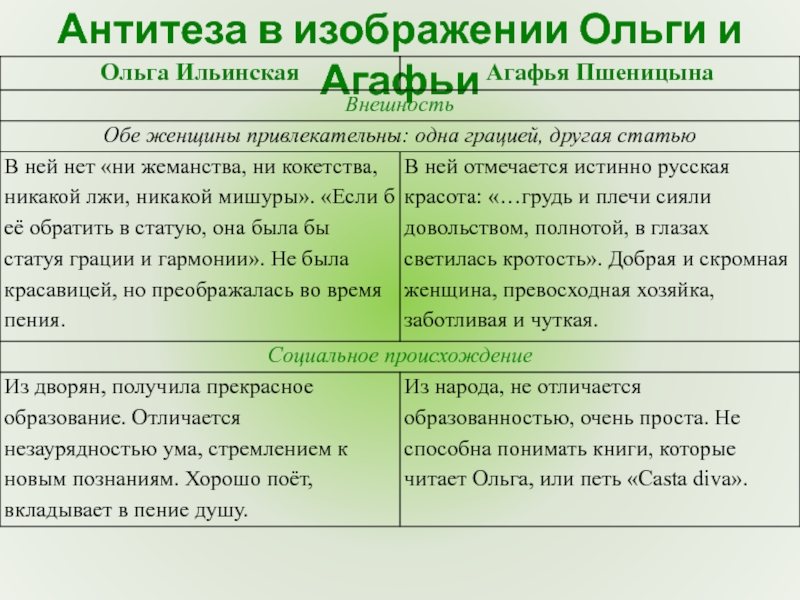 Антитеза в изображении Ольги и
Агафьи
Ольга Ильинская
Агафья Пшеницына
Внешность
Обе женщины привлекательны: одна грацией, другая статью
В ней нет «ни жеманства, ни кокетства,
никакой лжи, никакой мишуры». «Если б
её обратить в статую, она была бы
статуя грации и гармонии». Не была
красавицей, но преображалась во время
пения.
В ней отмечается истинно русская
красота: «…грудь и плечи сияли
довольством, полнотой, в глазах
светилась кротость». Добрая и скромная
женщина, превосходная хозяйка,
заботливая и чуткая.
Социальное происхождение
Из дворян, получила прекрасное
образование. Отличается
незаурядностью ума, стремлением к
новым познаниям. Хорошо поёт,
вкладывает в пение душу.
Из народа, не отличается
образованностью, очень проста. Не
способна понимать книги, которые
читает Ольга, или петь «Casta diva».